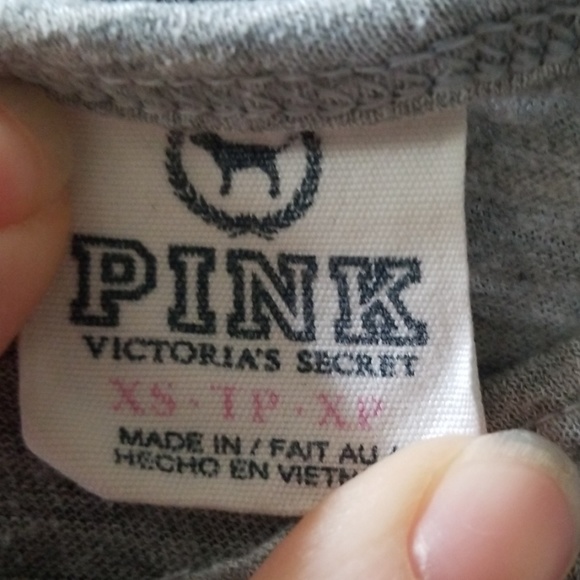 PINK
VICTORIA'S SECRET
XS · TP · XP
MADE IN / FAIT AU /
HECHO EN